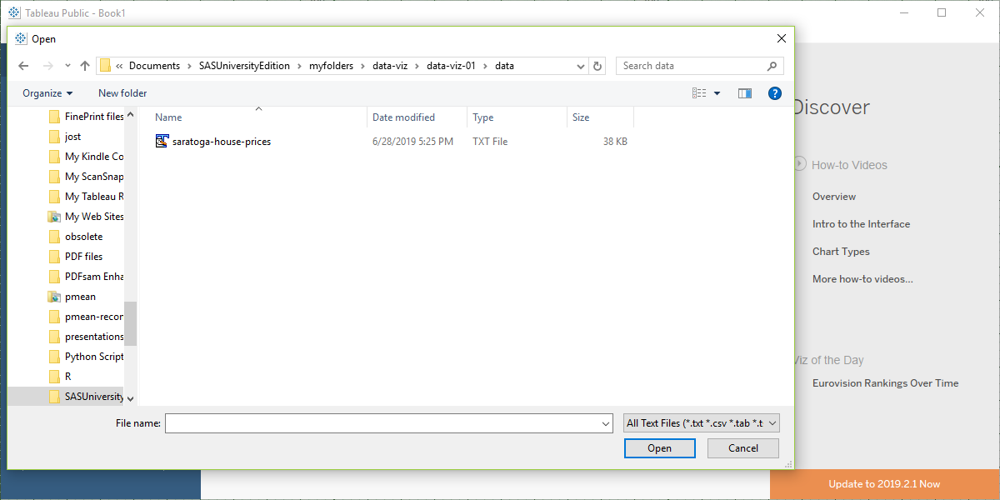 Tableau Public - Book1
Open
« Documents > SASUniversityEdition > myfolders > data-viz > data-viz-01 > data
Search data
Organize
New folder
Name
Date modified
Type
Size
saratoga-house-prices
6/28/2019 5:25 PM
TXT File
38 KB
FinePrint files
jost
My Kindle Co
My ScanSnap
My Tableau R
My Web Sites
obsolete
PDF files
PDFsam Enha
pmean
pmean-recor
presentations
Python Script
R
SASUniversity
File name:
All Text Files (*.txt *.csv *.tab *.t
Open
Cancel
Discover
How-to Videos
Overview
Intro to the Interface
Chart Types
More how-to videos...
Viz of the Day
Eurovision Rankings Over Time
Update to 2019.2.1 Now